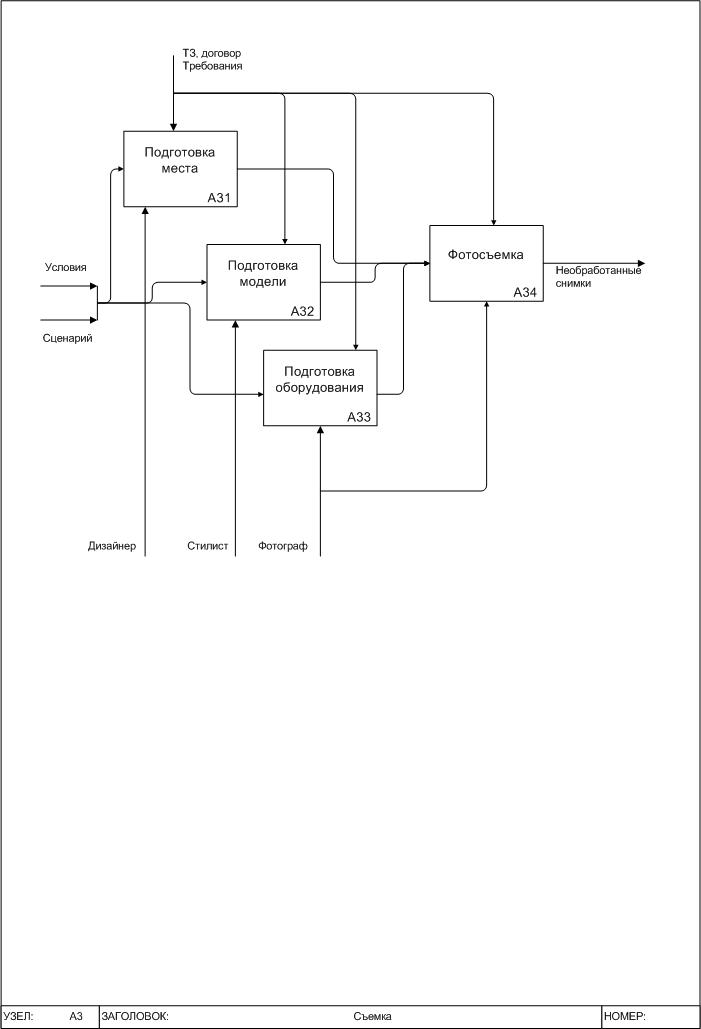 ТЗ, договор
Требования
Подготовка
места
А31
Условия
Подготовка
модели
А32
Фотосъемка
А34
Необработанные
снимки
Сценарий
Подготовка
оборудования
А33
Дизайнер
Стилист
Фотограф
УЗЕЛ: А3 ЗАГОЛОВОК: Съемка НОМЕР: